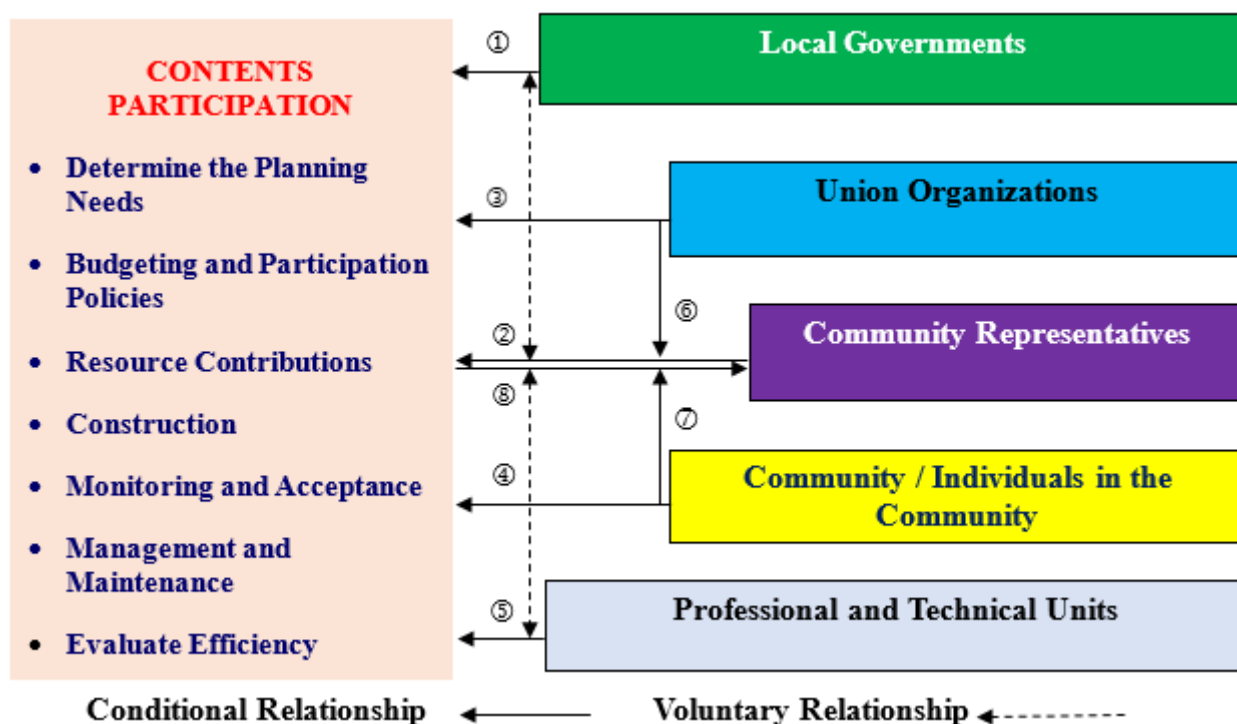 CONTENTS
PARTICIPATION
• Determine the Planning
Needs
• Budgeting and Participation
Policies
• Resource Contributions
• Construction
• Monitoring and Acceptance
• Management and
Maintenance
• Evaluate Efficiency
①
③
②
⑧
④
⑤
⑥
⑦
Local Governments
Union Organizations
Community Representatives
Community / Individuals in the
Community
Professional and Technical Units
Conditional Relationship
Voluntary Relationship